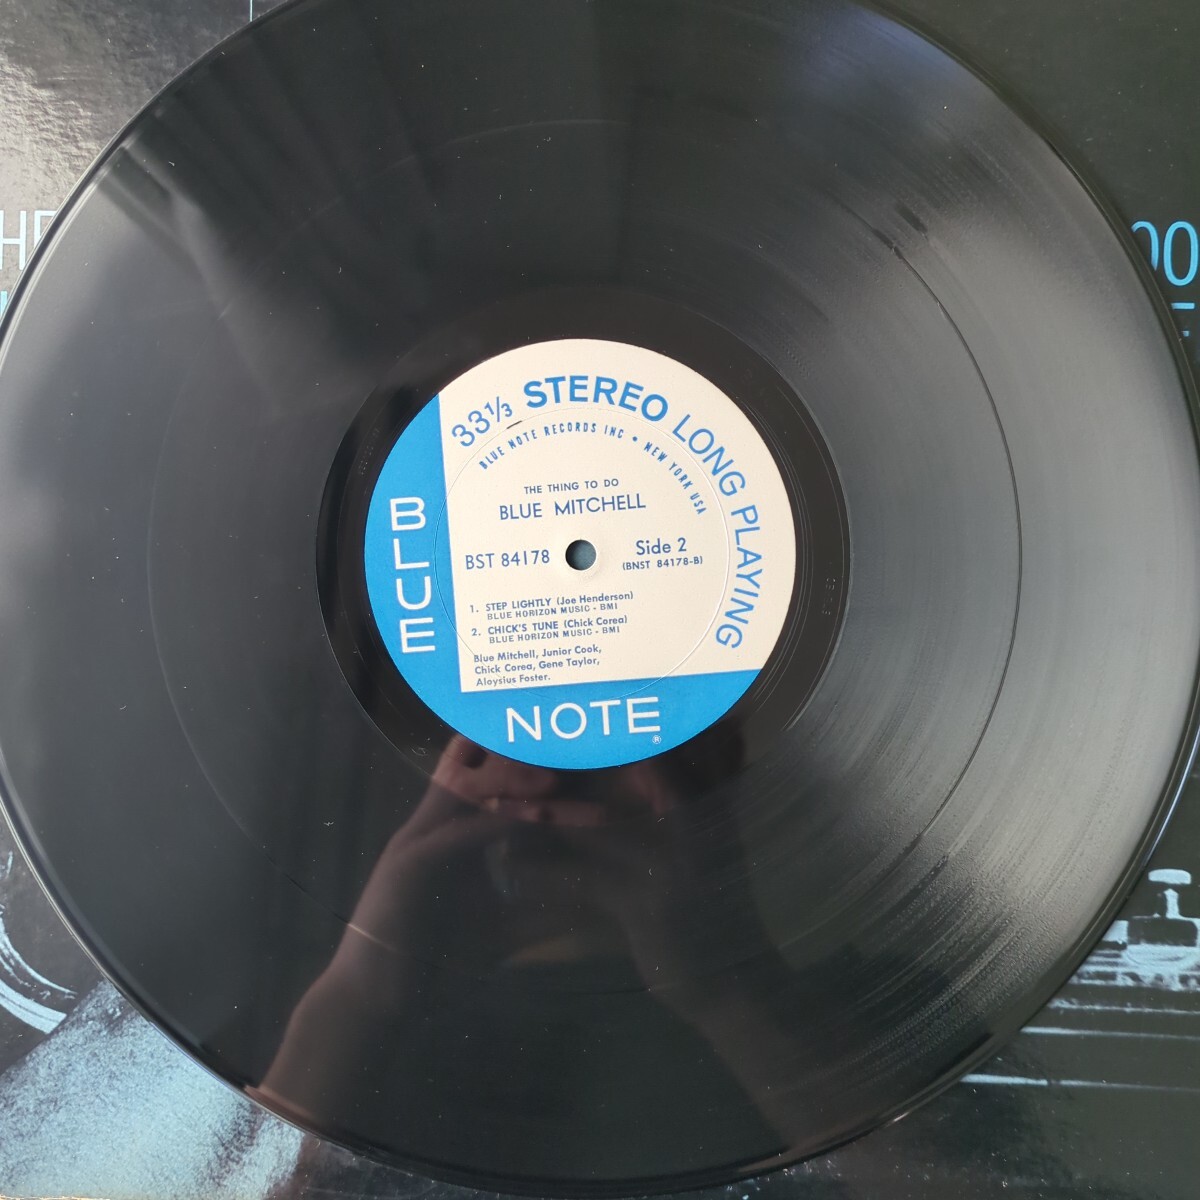 33⅓ STEREO LONG PLAYING
BLUE NOTE RECORDS INC • NEW YORK USA
THE THING TO DO
BLUE MITCHELL
BST 84178
Side 2
(BNST 84178-B)
1. STEP LIGHTLY (Joe Henderson)
BLUE HORIZON MUSIC - BMI
2. CHICK'S TUNE (Chick Corea)
BLUE HORIZON MUSIC - BMI
Blue Mitchell, Junior Cook,
Chick Corea, Gene Taylor,
Aloysius Foster.
BLUE
NOTE®